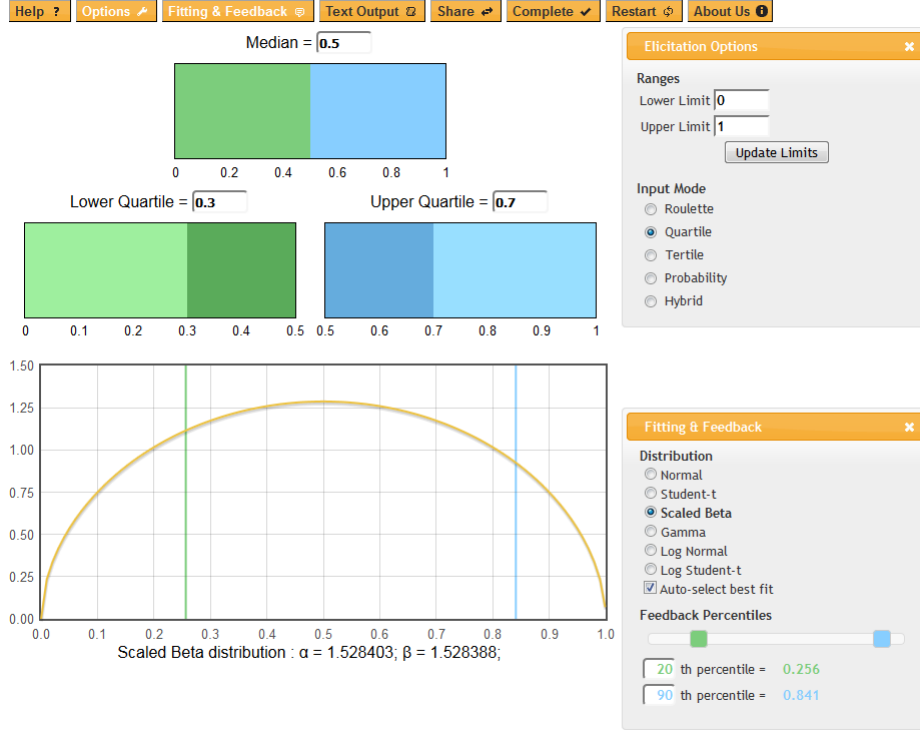 Help ? Options Fitting & Feedback Text Output Share Complete Restart About Us
Median = 0.5
0 0.2 0.4 0.6 0.8 1
Lower Quartile = 0.3 Upper Quartile = 0.7
0 0.1 0.2 0.3 0.4 0.5 0.5 0.6 0.7 0.8 0.9 1
1.50
1.25
1.00
0.75
0.50
0.25
0.00
0.0 0.1 0.2 0.3 0.4 0.5 0.6 0.7 0.8 0.9 1.0
Scaled Beta distribution : α = 1.528403; β = 1.528388;
Elicitation Options
Ranges
Lower Limit 0
Upper Limit 1
Update Limits
Input Mode
Roulette
Quartile
Tertile
Probability
Hybrid
Fitting & Feedback
Distribution
Normal
Student-t
Scaled Beta
Gamma
Log Normal
Log Student-t
Auto-select best fit
Feedback Percentiles
20 th percentile = 0.256
90 th percentile = 0.841